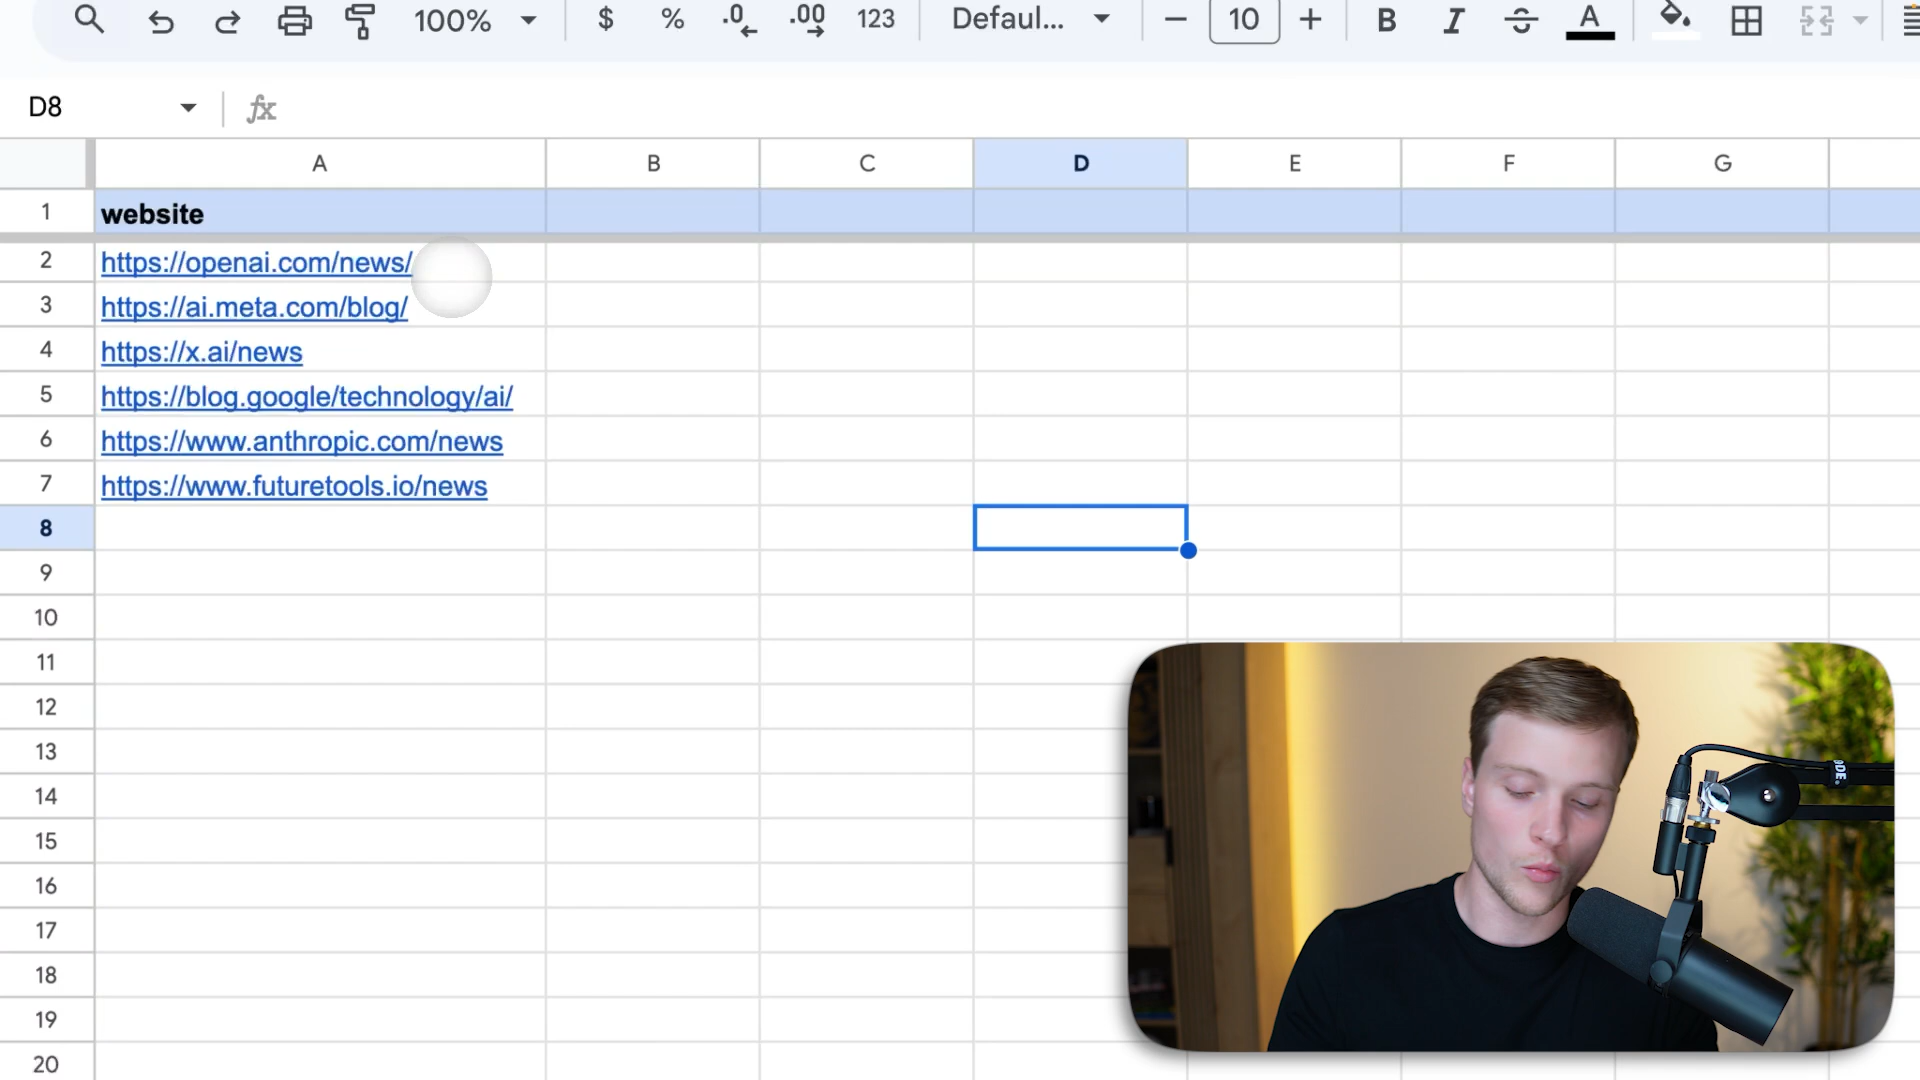 100% $ % .0 .00 123 Defaul... 10 B I S A
D8 fx
A B C D E F G
1 website
2 https://openai.com/news/
3 https://ai.meta.com/blog/
4 https://x.ai/news
5 https://blog.google/technology/ai/
6 https://www.anthropic.com/news
7 https://www.futuretools.io/news
8
9
10
11
12
13
14
15
16
17
18
19
20